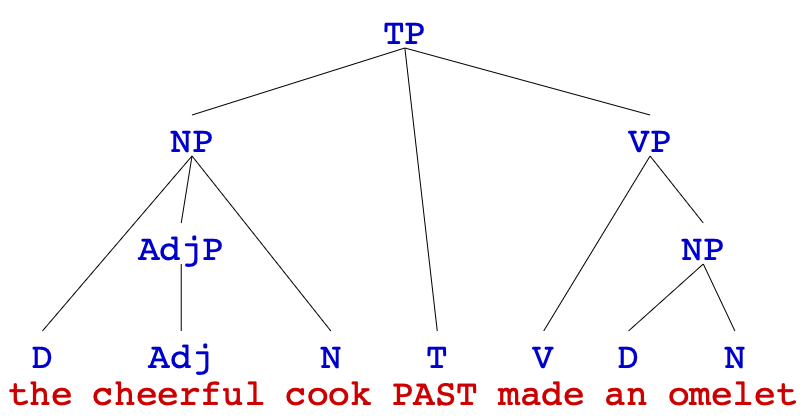 TP
NP VP
AdjP NP
D Adj N T V D N
the cheerful cook PAST made an omelet